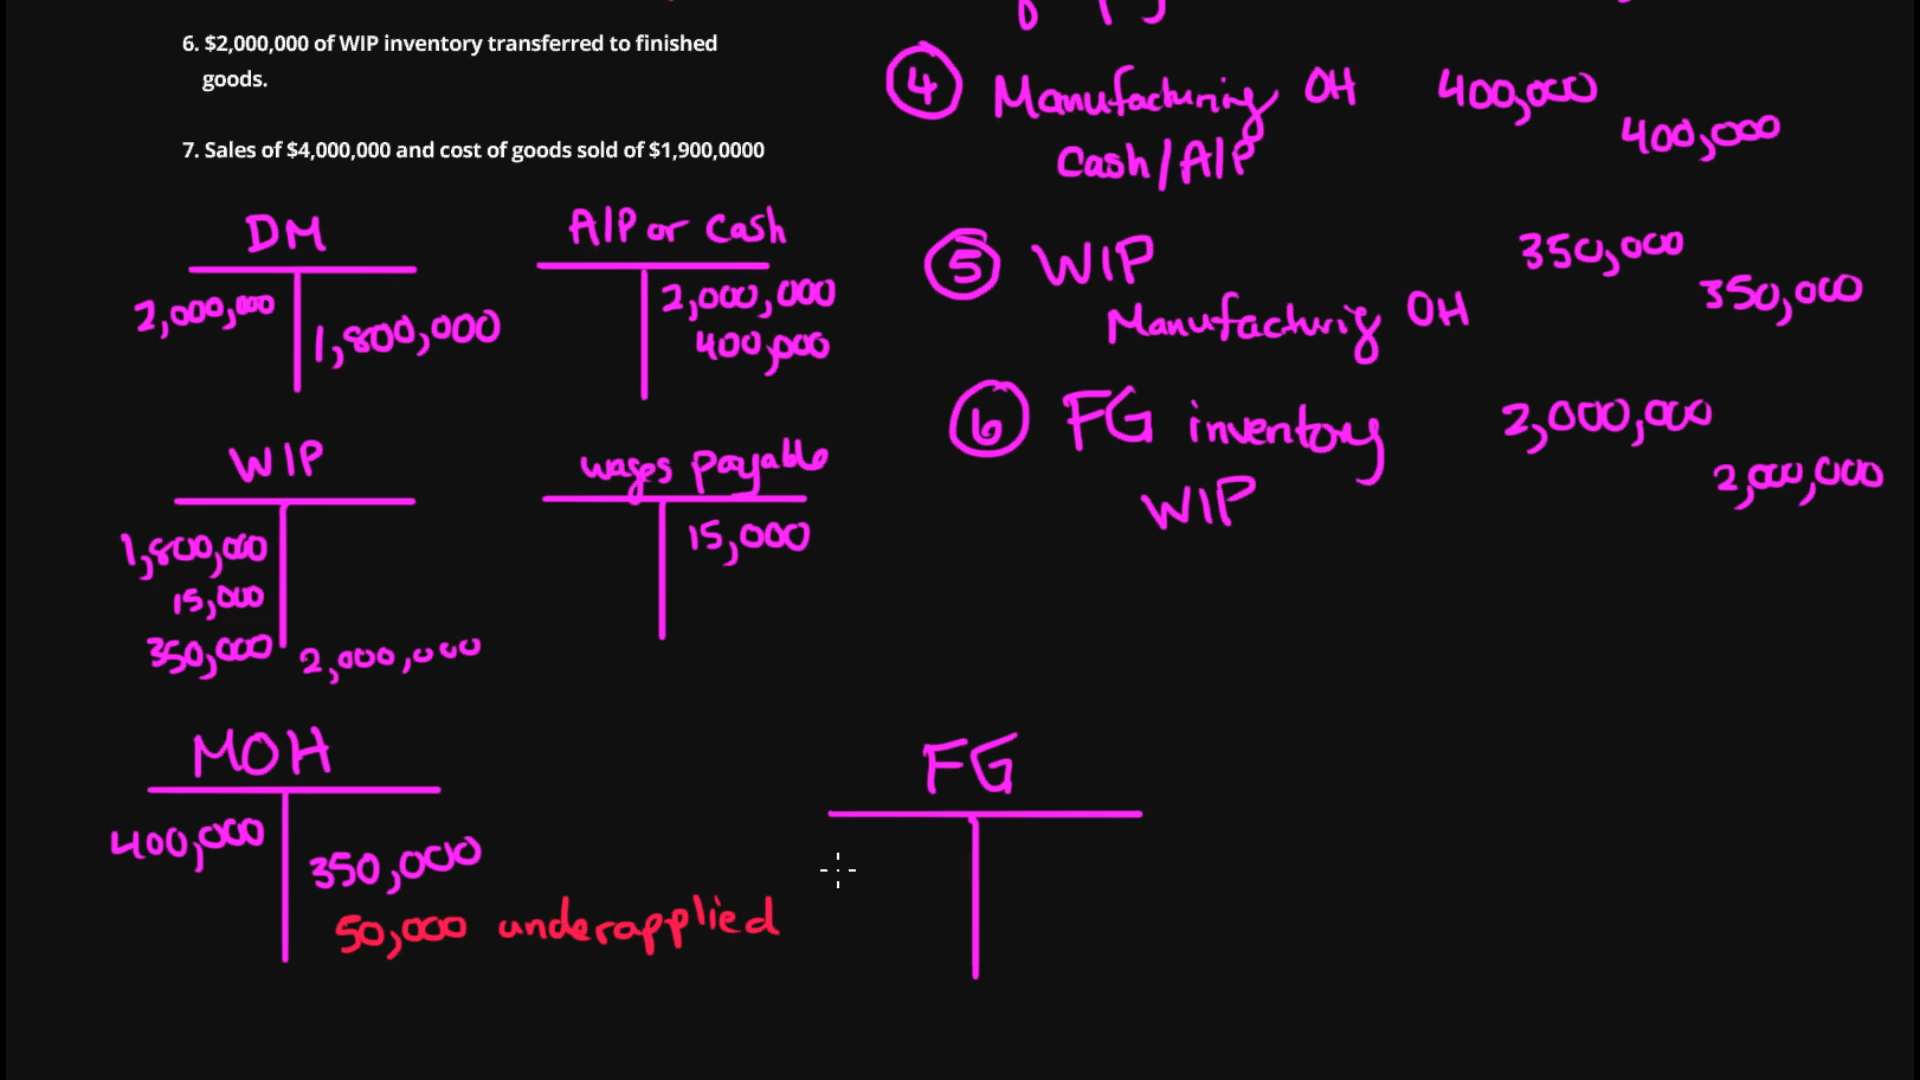 6. $2,000,000 of WIP inventory transferred to finished
goods.
7. Sales of $4,000,000 and cost of goods sold of $1,900,0000
④ Manufacturing OH 400,000
Cash/A/P 400,000
⑤ WIP 350,000
Manufacturig OH 350,000
⑥ FG inventory 2,000,000
WIP 2,000,000
DM
2,000,000
1,800,000
A/P or Cash
2,000,000
400,000
WIP
1,800,000
15,000
350,000 2,000,000
wages payable
15,000
MOH
400,000
350,000
50,000 underapplied
FG